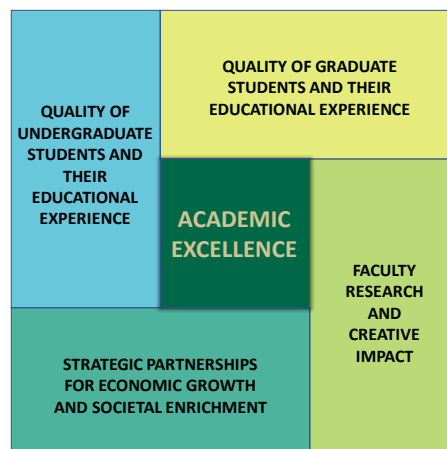 QUALITY OF
UNDERGRADUATE
STUDENTS AND
THEIR
EDUCATIONAL
EXPERIENCE
QUALITY OF GRADUATE
STUDENTS AND THEIR
EDUCATIONAL EXPERIENCE
ACADEMIC
EXCELLENCE
FACULTY
RESEARCH
AND
CREATIVE
IMPACT
STRATEGIC PARTNERSHIPS
FOR ECONOMIC GROWTH
AND SOCIETAL ENRICHMENT